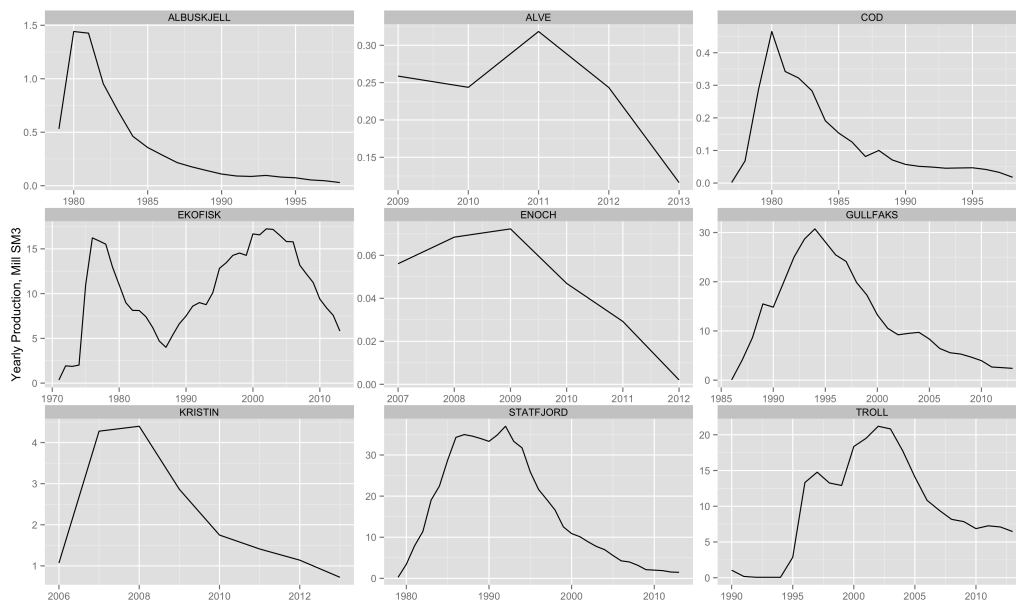 ALBUSKJELL ALVE COD
1.5
1.0
0.5
0.0
0.30
0.25
0.20
0.15
0.4
0.3
0.2
0.1
0.0
1980 1985 1990 1995
2009 2010 2011 2012 2013
1980 1985 1990 1995
Yearly Production, Mill SM3
EKOFISK ENOCH GULLFAKS
15
10
5
0
0.06
0.04
0.02
0.00
30
20
10
0
1970 1980 1990 2000 2010
2007 2008 2009 2010 2011 2012
1985 1990 1995 2000 2005 2010
KRISTIN STATFJORD TROLL
4
3
2
1
30
20
10
0
20
15
10
5
0
2006 2008 2010 2012
1980 1990 2000 2010
1990 1995 2000 2005 2010